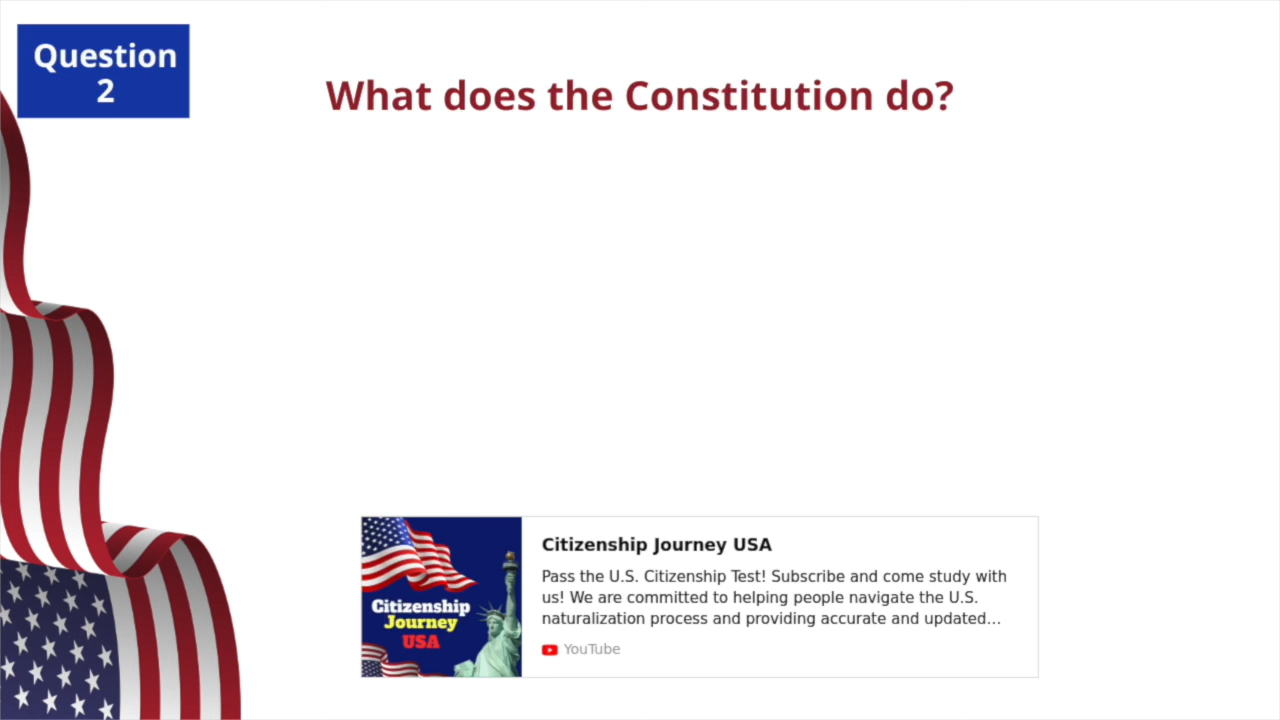 Question
2
What does the Constitution do?
Citizenship
Journey
USA
Citizenship Journey USA
Pass the U.S. Citizenship Test! Subscribe and come study with
us! We are committed to helping people navigate the U.S.
naturalization process and providing accurate and updated...
YouTube